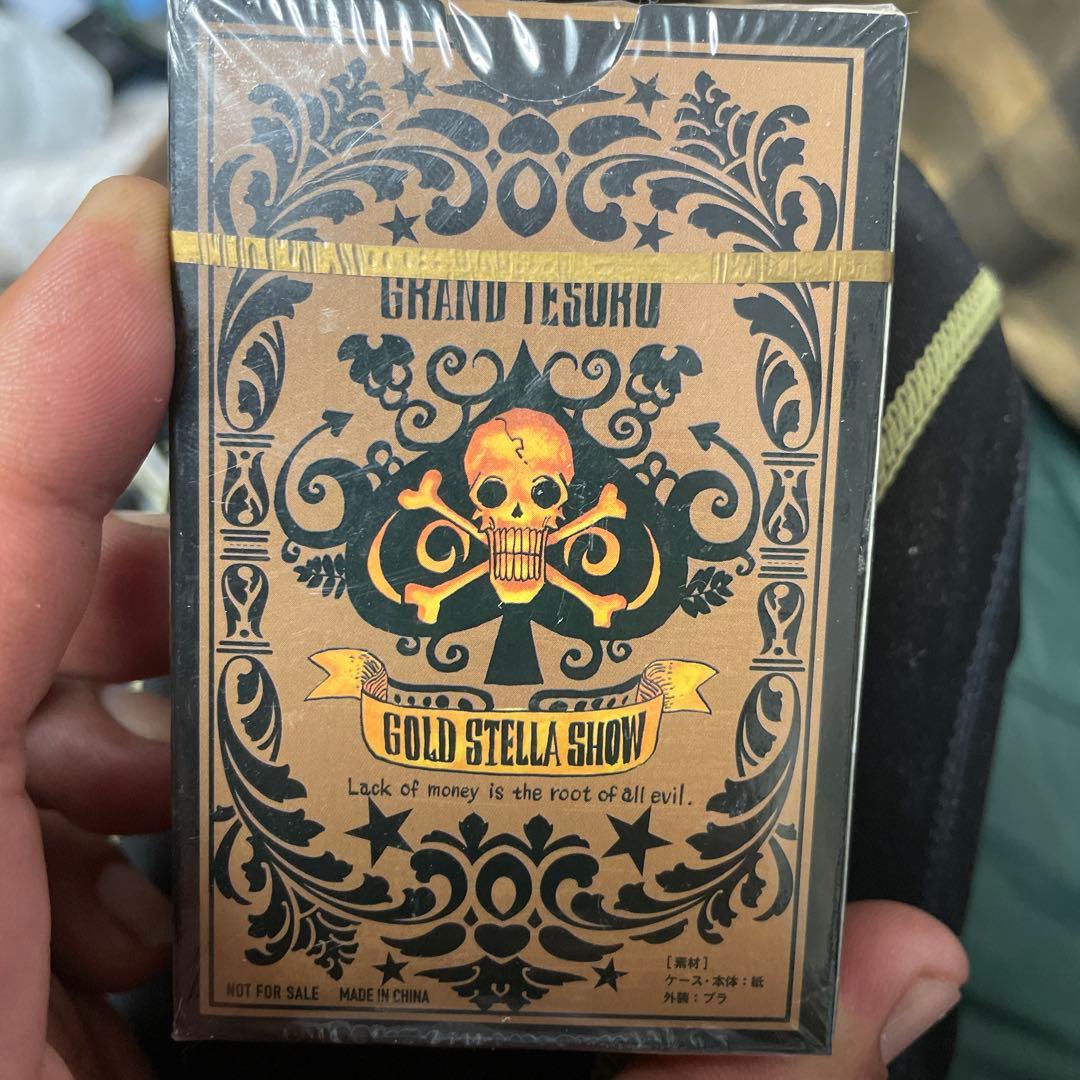 GRAND TESORO
GOLD STELLA SHOW
Lack of money is the root of all evil.
[素材]
ケース・本体：紙
外装：プラ
NOT FOR SALE MADE IN CHINA